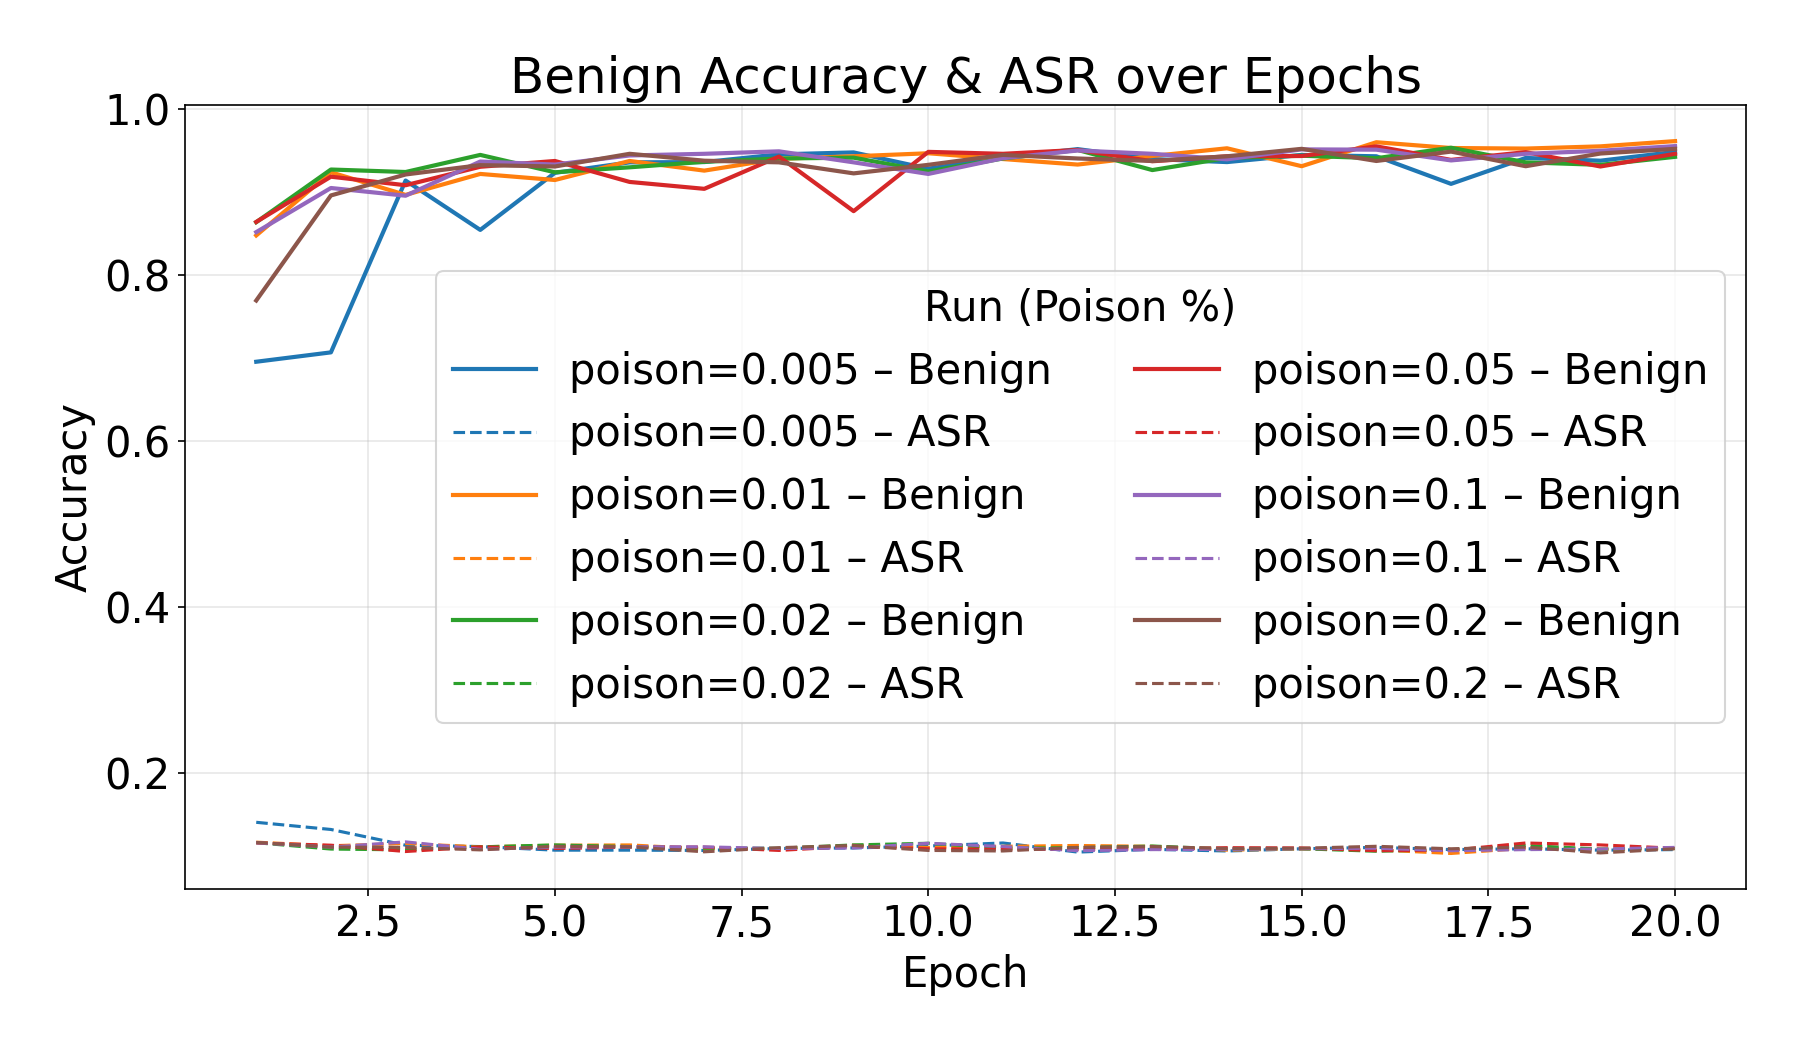 Benign Accuracy & ASR over Epochs
1.0
0.8
0.6
0.4
0.2
Accuracy
Run (Poison %)
poison=0.005 – Benign
poison=0.005 – ASR
poison=0.01 – Benign
poison=0.01 – ASR
poison=0.02 – Benign
poison=0.02 – ASR
poison=0.05 – Benign
poison=0.05 – ASR
poison=0.1 – Benign
poison=0.1 – ASR
poison=0.2 – Benign
poison=0.2 – ASR
2.5 5.0 7.5 10.0 12.5 15.0 17.5 20.0
Epoch